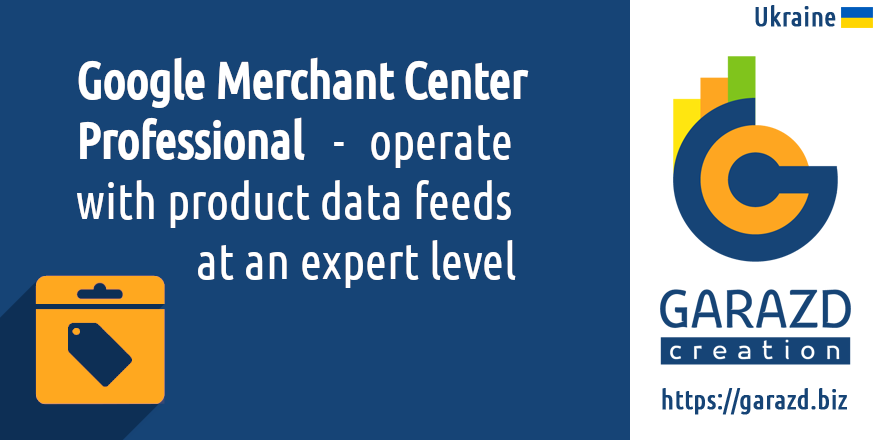 Google Merchant Center
Professional - operate
with product data feeds
at an expert level
Ukraine
GARAZD
creation
https://garazd.biz